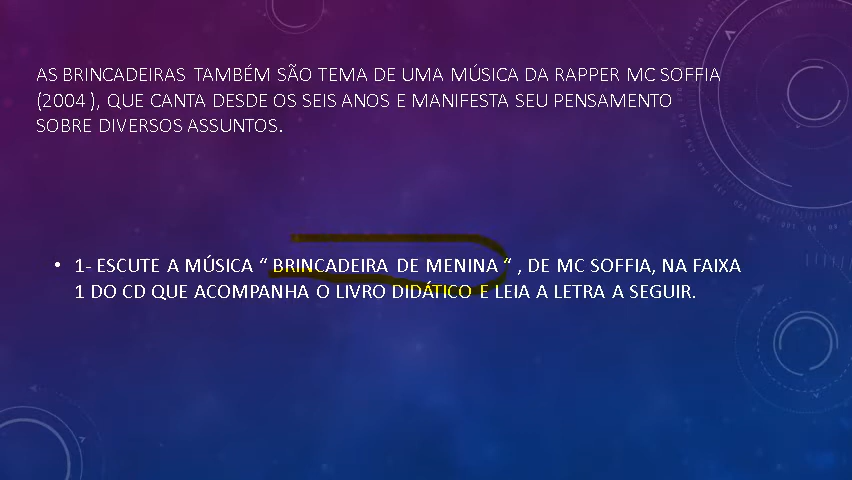 AS BRINCADEIRAS TAMBÉM SÃO TEMA DE UMA MÚSICA DA RAPPER MC SOFFIA
(2004 ), QUE CANTA DESDE OS SEIS ANOS E MANIFESTA SEU PENSAMENTO
SOBRE DIVERSOS ASSUNTOS.
• 1- ESCUTE A MÚSICA “ BRINCADEIRA DE MENINA “ , DE MC SOFFIA, NA FAIXA
1 DO CD QUE ACOMPANHA O LIVRO DIDÁTICO E LEIA A LETRA A SEGUIR.